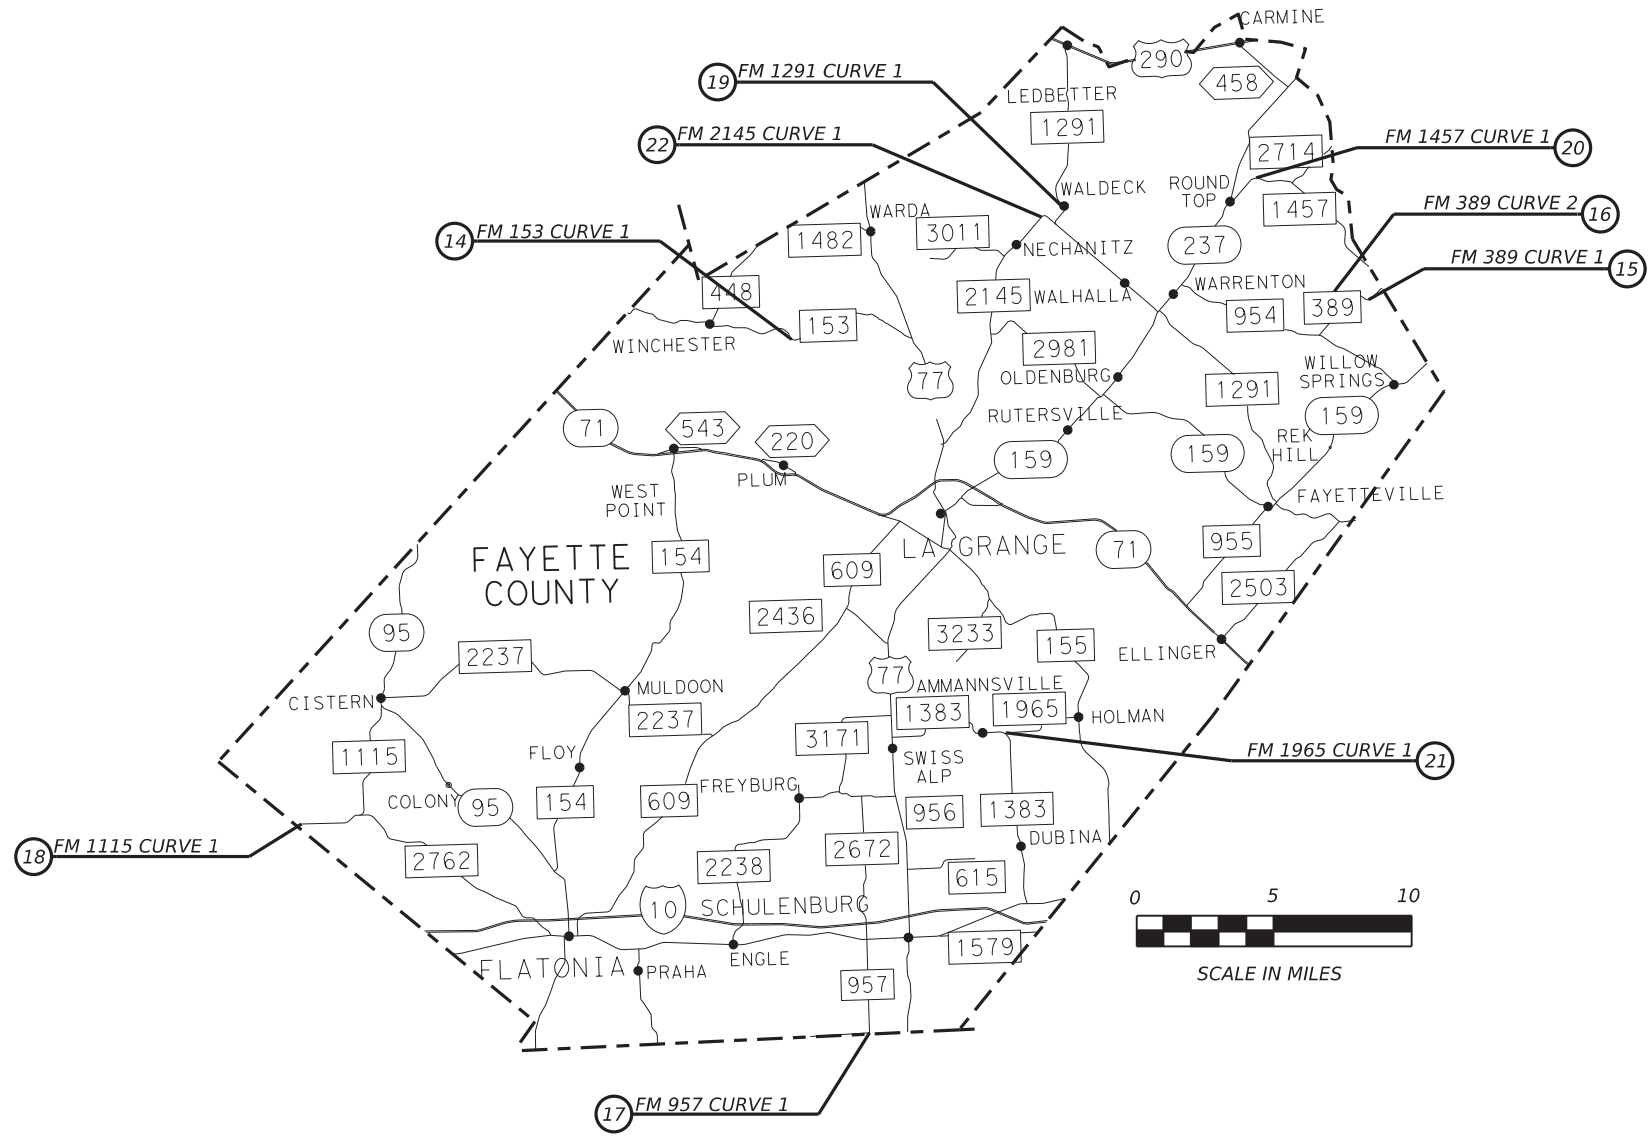 CARMINE
290
19 FM 1291 CURVE 1
458
LEDBETTER
1291
22 FM 2145 CURVE 1
FM 1457 CURVE 1 20
2714
WALDECK
ROUND
TOP
1457
FM 389 CURVE 2 16
WARDA
14 FM 153 CURVE 1
1482
3011
NECHANITZ
237
FM 389 CURVE 1 15
448
2145
WALHALLA
WARRENTON
954
389
153
WINCHESTER
2981
OLDENBURG
WILLOW
SPRINGS
77
1291
71
543
220
RUTERSVILLE
159
PLUM
159
159
REK
HILL
WEST
POINT
FAYETTEVILLE
LA GRANGE
71
955
FAYETTE
COUNTY
154
609
2503
2436
95
3233
155
ELLINGER
2237
77
CISTERN
MULDOON
AMMANNSVILLE
2237
1383
1965
HOLMAN
1115
3171
FLOY
SWISS
ALP
FM 1965 CURVE 1 21
COLONY
95
154
609
FREYBURG
956
1383
18 FM 1115 CURVE 1
2762
2238
2672
DUBINA
615
10
SCHULENBURG
0 5 10
FLATONIA
PRAHA
ENGLE
1579
957
SCALE IN MILES
17 FM 957 CURVE 1